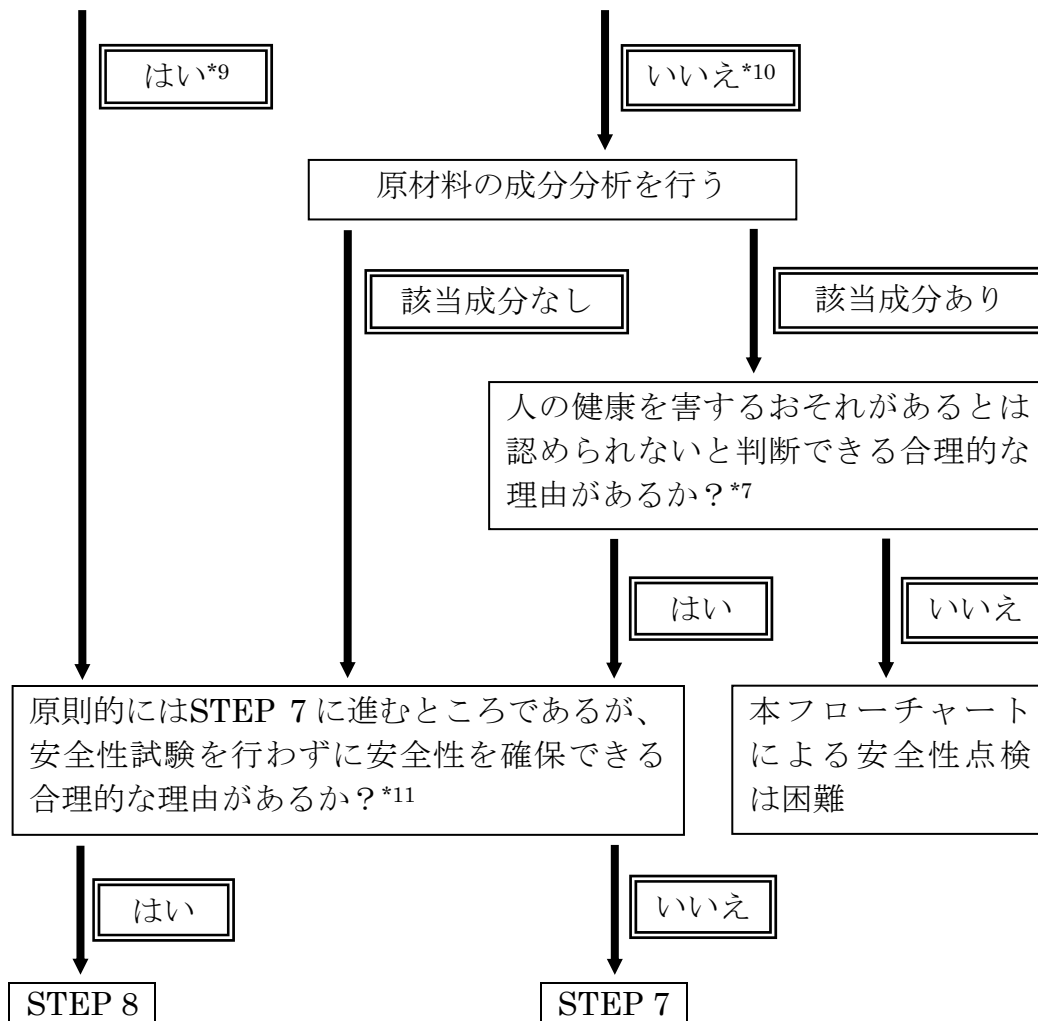 はい*9
いいえ*10
原材料の成分分析を行う
該当成分なし
該当成分あり
人の健康を害するおそれがあるとは
認められないと判断できる合理的な
理由があるか？*7
はい
いいえ
原則的にはSTEP 7 に進むところであるが、
安全性試験を行わずに安全性を確保できる
合理的な理由があるか？*11
本フローチャート
による安全性点検
は困難
はい
いいえ
STEP 8
STEP 7